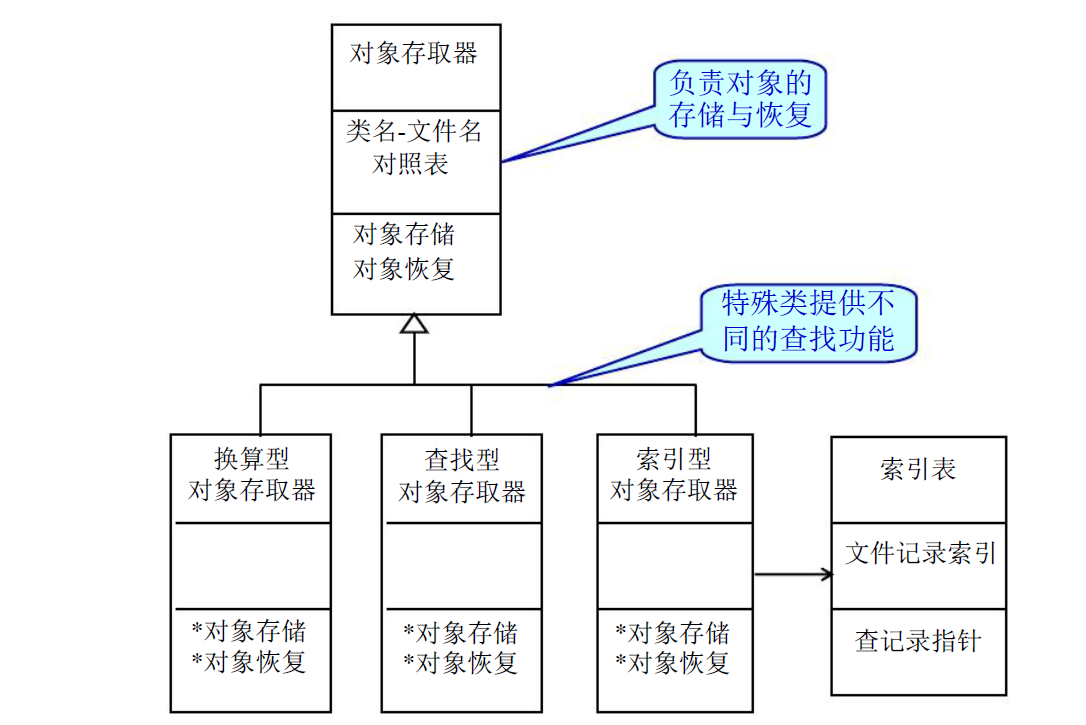 对象存取器
类名-文件名
对照表
对象存储
对象恢复
负责对象的
存储与恢复
特殊类提供不
同的查找功能
换算型
对象存取器
*对象存储
*对象恢复
查找型
对象存取器
*对象存储
*对象恢复
索引型
对象存取器
*对象存储
*对象恢复
索引表
文件记录索引
查记录指针